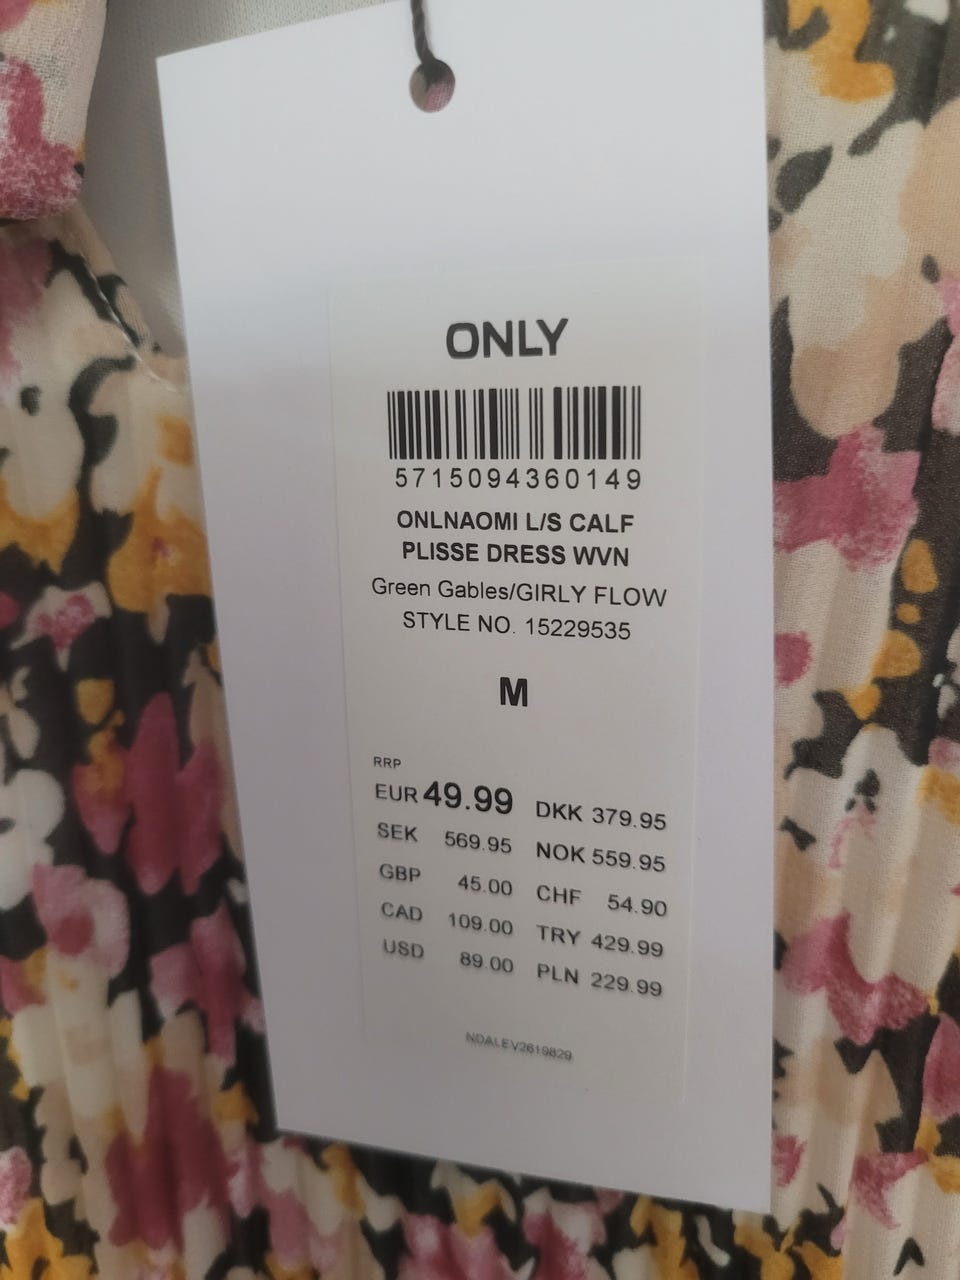 ONLY
5715094360149
ONLNAOMI L/S CALF
PLISSE DRESS WVN
Green Gables/GIRLY FLOW
STYLE NO. 15229535
M
RRP
EUR 49.99 DKK 379.95
SEK 569.95 NOK 559.95
GBP 45.00 CHF 54.90
CAD 109.00 TRY 429.99
USD 89.00 PLN 229.99
NDALEV2619829